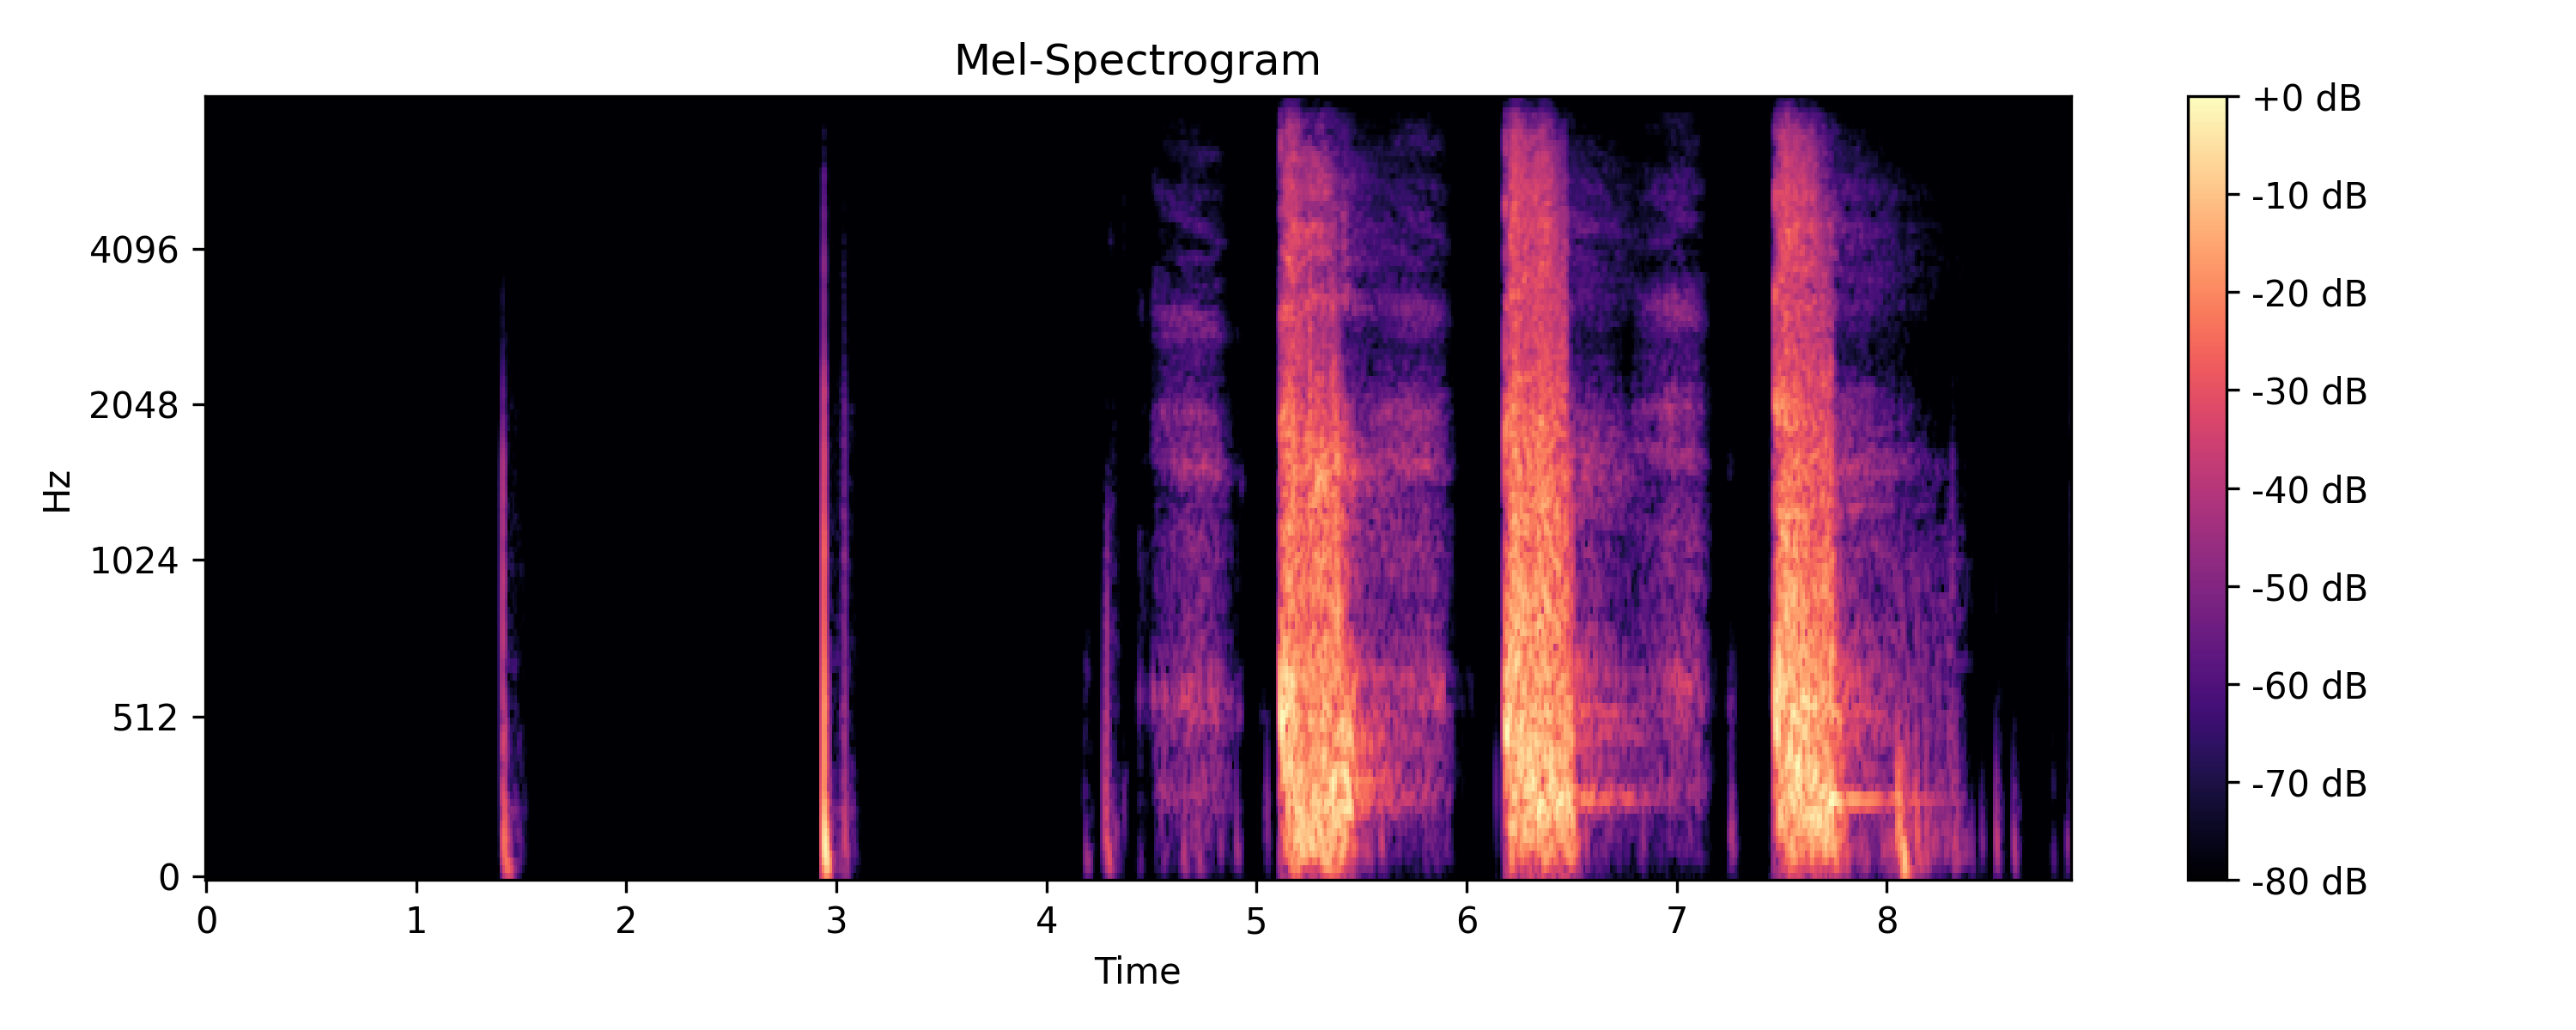 Mel-Spectrogram
+0 dB
-10 dB
-20 dB
-30 dB
-40 dB
-50 dB
-60 dB
-70 dB
-80 dB
Hz
4096
2048
1024
512
0
0 1 2 3 4 5 6 7 8
Time